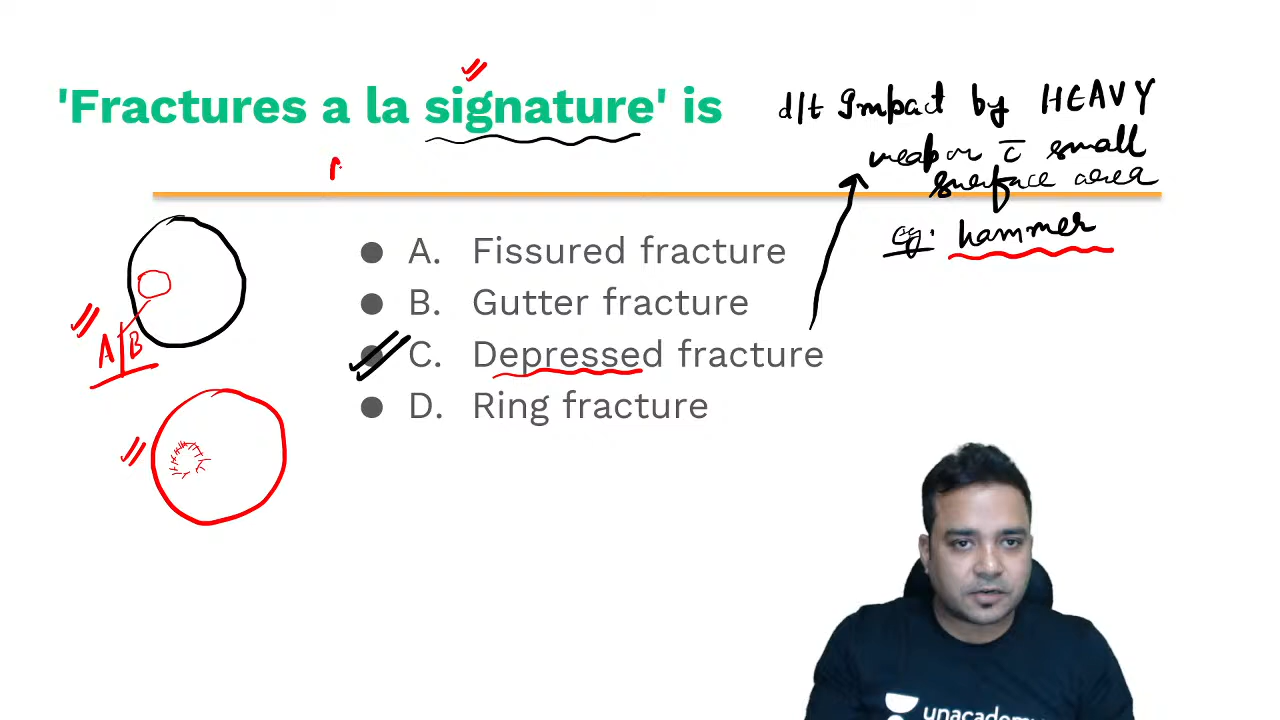 'Fractures a la signature' is
d/t Impact by HEAVY
weapon c̄ small
surface area
eg. hammer
A. Fissured fracture
B. Gutter fracture
C. Depressed fracture
D. Ring fracture
A/B
unacademy